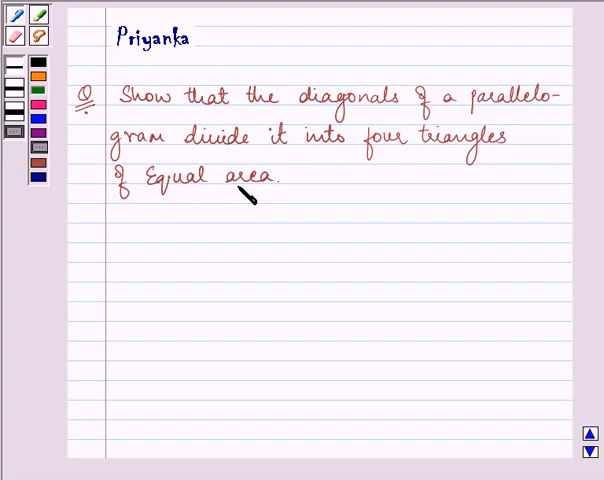 Priyanka
Q Show that the diagonals of a parallelo-
gram divide it into four triangles
of Equal area.